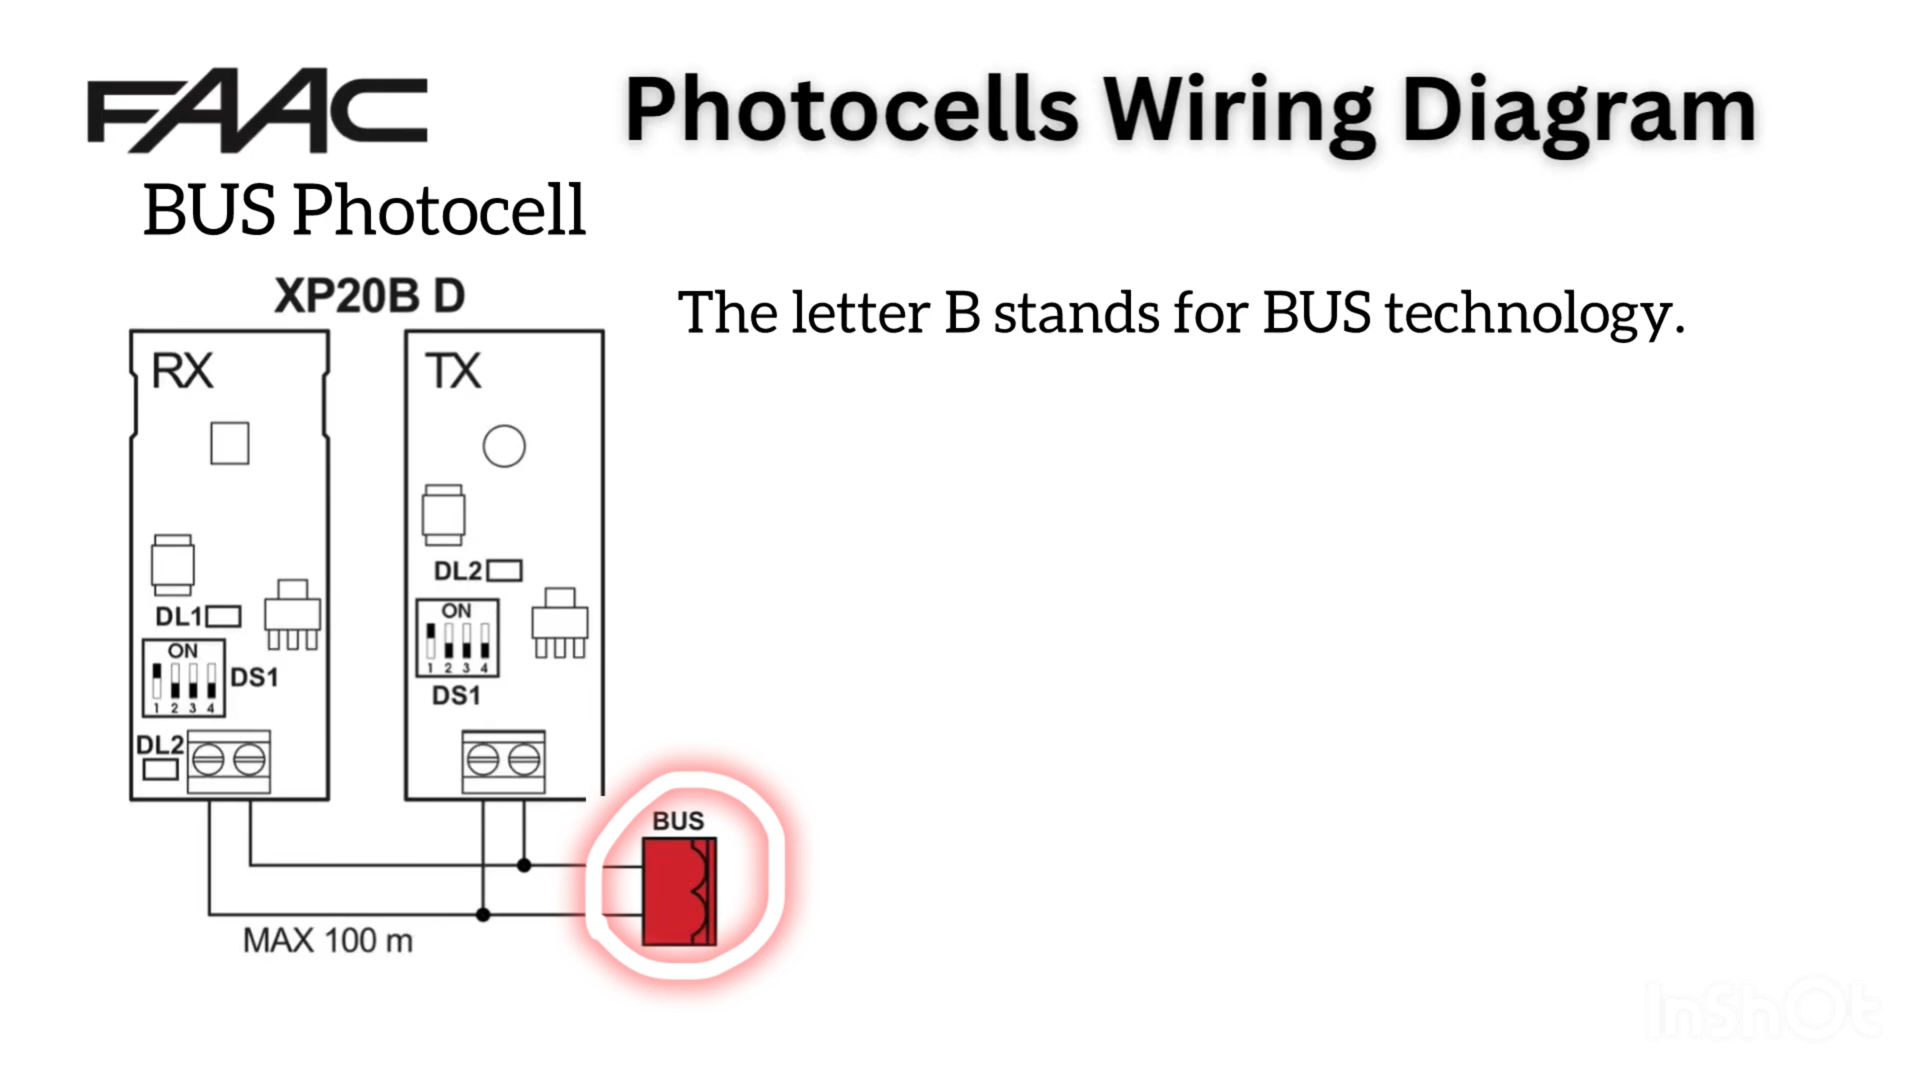 FAAC
Photocells Wiring Diagram
BUS Photocell
XP20B D
The letter B stands for BUS technology.
RX
TX
DL2
DL1
ON
1 2 3 4
DS1
ON
1 2 3 4
DS1
DL2
BUS
MAX 100 m
InShOt